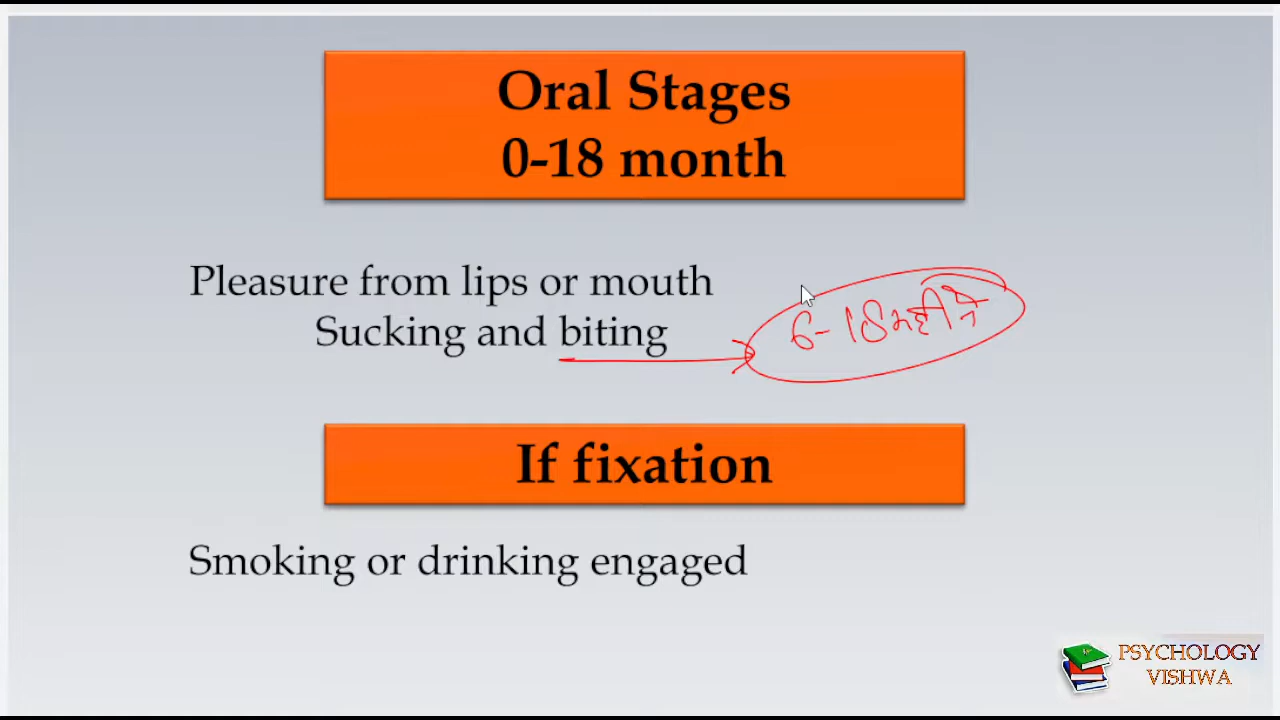 Oral Stages
0-18 month
Pleasure from lips or mouth
Sucking and biting
6-18 महीने
If fixation
Smoking or drinking engaged
PSYCHOLOGY
VISHWA